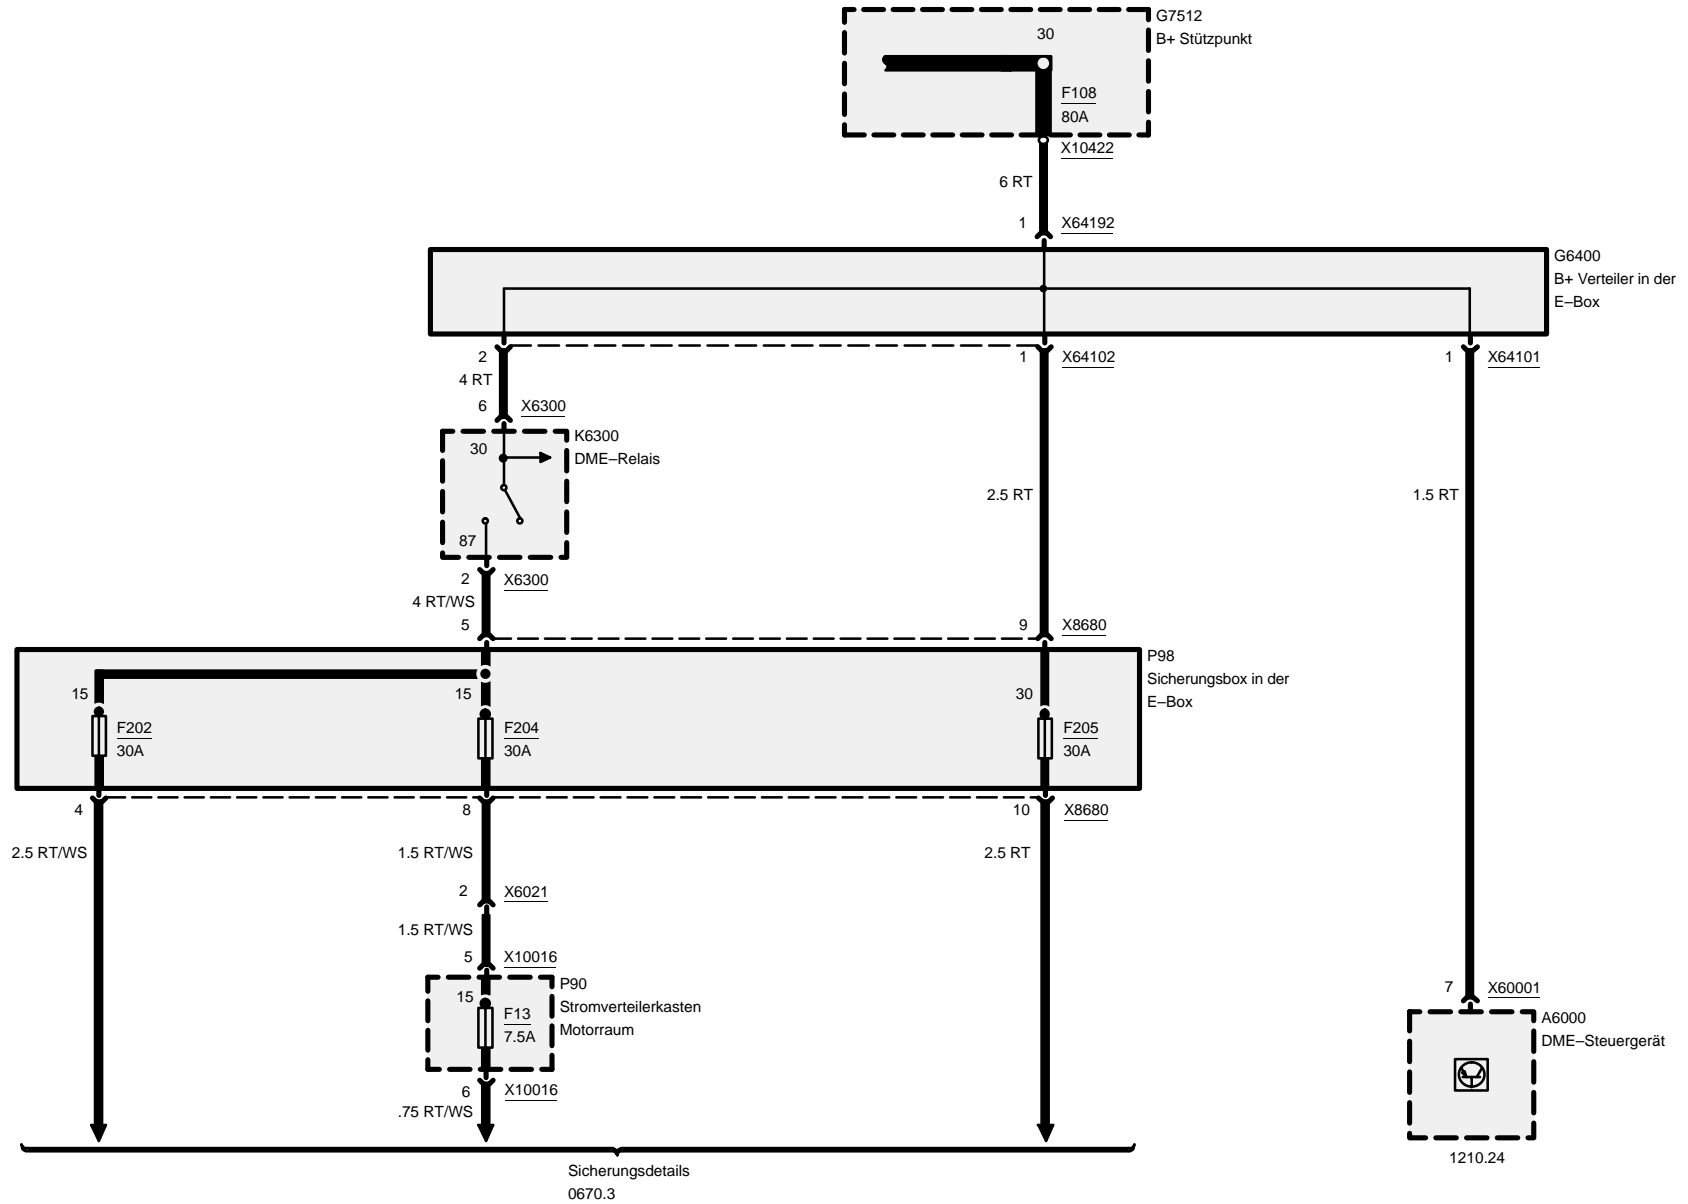 G7512
B+ Stützpunkt
30
F108
80A
X10422
6 RT
1 X64192
G6400
B+ Verteiler in der
E–Box
2
1 X64102
1 X64101
4 RT
6 X6300
K6300
DME–Relais
30
2.5 RT
1.5 RT
87
2 X6300
4 RT/WS
5
9 X8680
P98
Sicherungsbox in der
E–Box
15
15
30
F202
30A
F204
30A
F205
30A
4
8
10 X8680
2.5 RT/WS
1.5 RT/WS
2.5 RT
2 X6021
1.5 RT/WS
5 X10016
P90
Stromverteilerkasten
Motorraum
15
F13
7.5A
7 X60001
A6000
DME–Steuergerät
6 X10016
.75 RT/WS
1210.24
Sicherungsdetails
0670.3